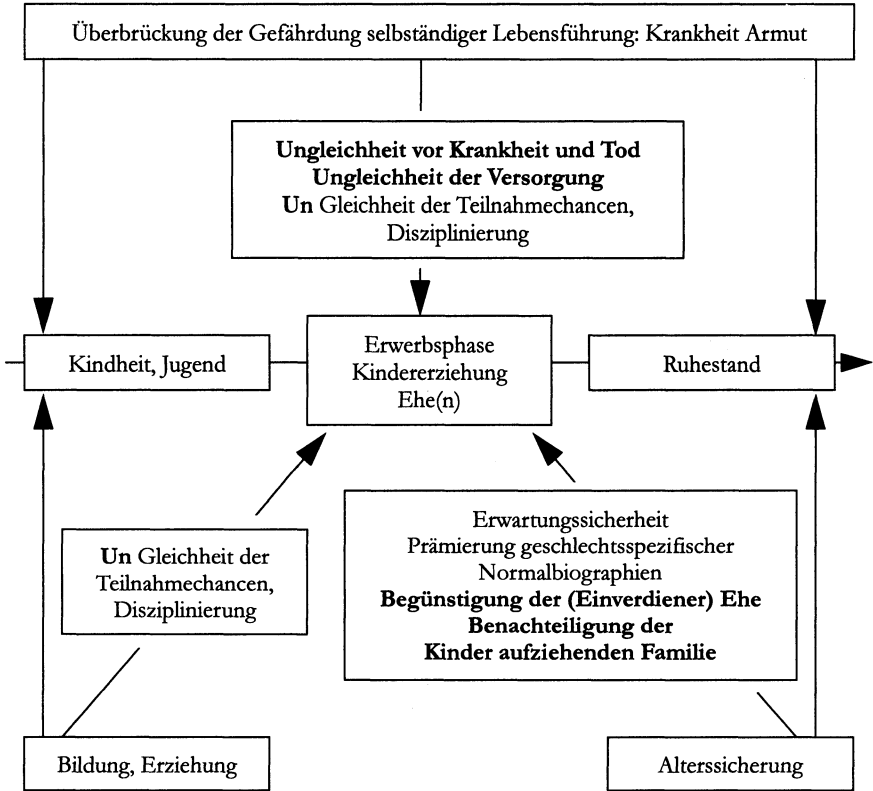 Überbrückung der Gefährdung selbständiger Lebensführung: Krankheit Armut
Ungleichheit vor Krankheit und Tod
Ungleichheit der Versorgung
Un Gleichheit der Teilnahmechancen,
Disziplinierung
Kindheit, Jugend
Erwerbsphase
Kindererziehung
Ehe(n)
Ruhestand
Un Gleichheit der
Teilnahmechancen,
Disziplinierung
Erwartungssicherheit
Prämierung geschlechtsspezifischer
Normalbiographien
Begünstigung der (Einverdiener) Ehe
Benachteiligung der
Kinder aufziehenden Familie
Bildung, Erziehung
Alterssicherung